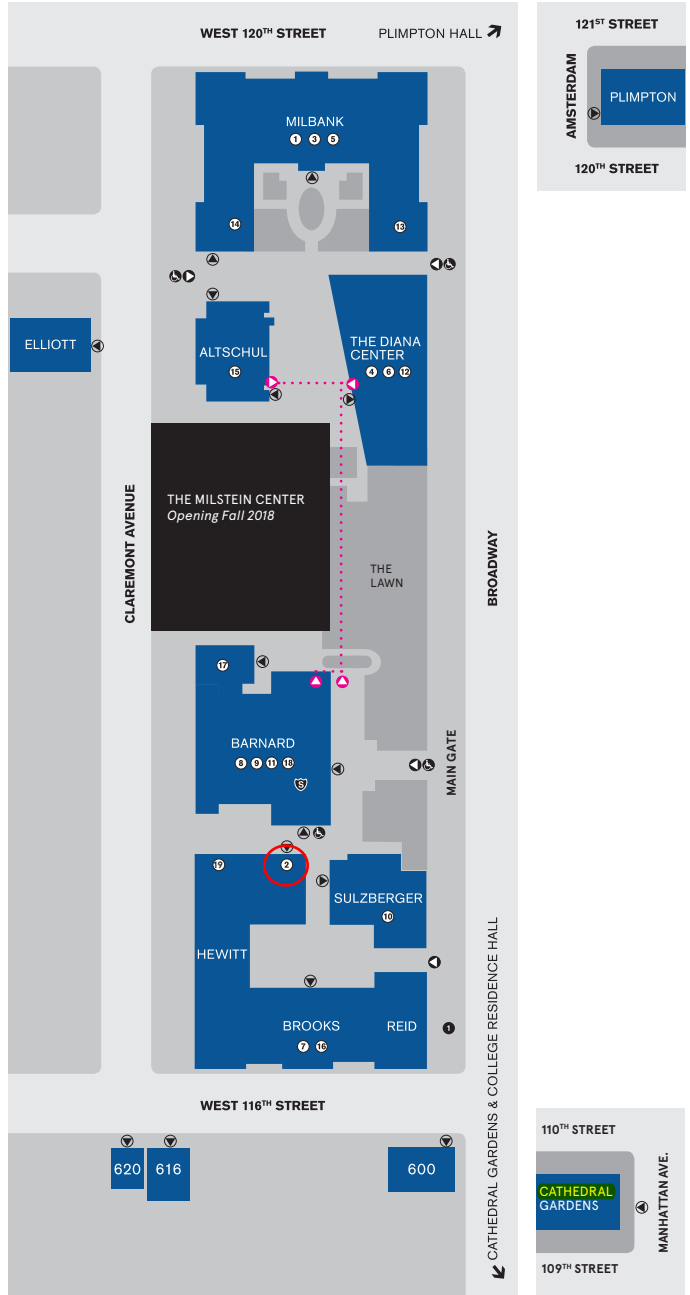 WEST 120TH STREET
PLIMPTON HALL
121ST STREET
AMSTERDAM
PLIMPTON
120TH STREET
MILBANK
1 3 5
14
13
ELLIOTT
ALTSCHUL
15
THE DIANA
CENTER
4 6 12
THE MILSTEIN CENTER
Opening Fall 2018
CLAREMONT AVENUE
THE
LAWN
BROADWAY
17
BARNARD
8 9 11 18
S
MAIN GATE
19
2
SULZBERGER
10
HEWITT
BROOKS
7 16
REID
1
CATHEDRAL GARDENS & COLLEGE RESIDENCE HALL
WEST 116TH STREET
620
616
600
110TH STREET
CATHEDRAL
GARDENS
MANHATTAN AVE.
109TH STREET